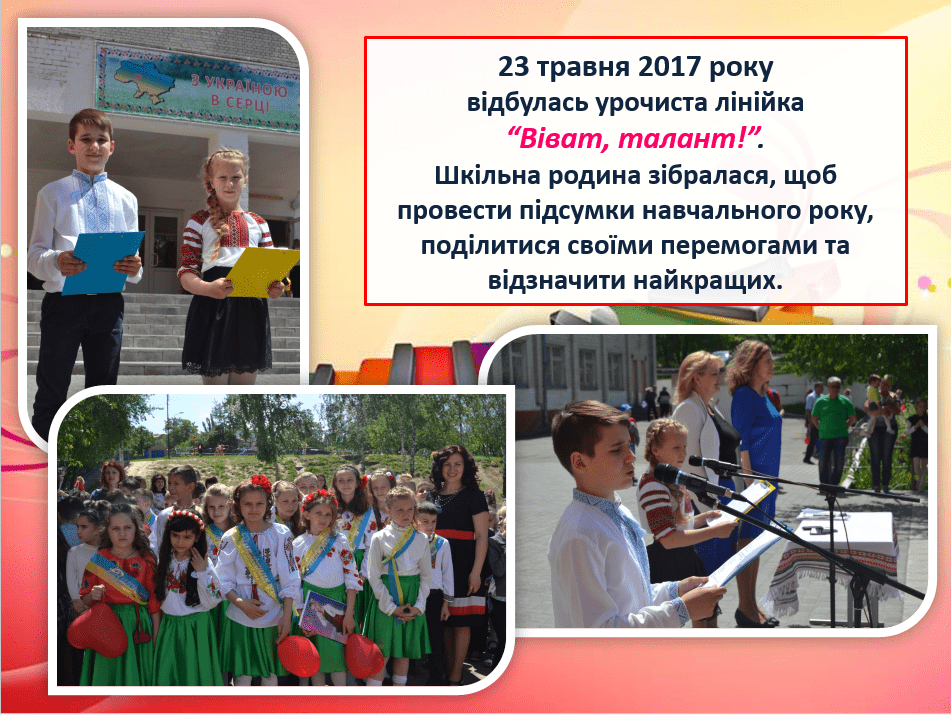 З УКРАЇНОЮ
В СЕРЦІ
23 травня 2017 року
відбулась урочиста лінійка
“Віват, талант!”.
Шкільна родина зібралася, щоб
провести підсумки навчального року,
поділитися своїми перемогами та
відзначити найкращих.